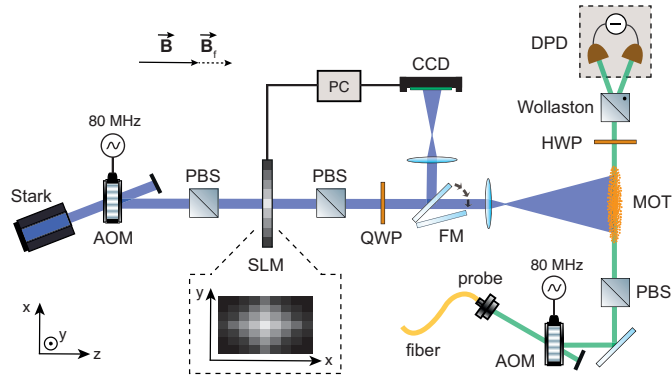 DPD
B
B_f
CCD
PC
Wollaston
80 MHz
HWP
PBS
PBS
Stark
MOT
AOM
QWP
FM
SLM
80 MHz
probe
PBS
x
y
z
y
x
fiber
AOM